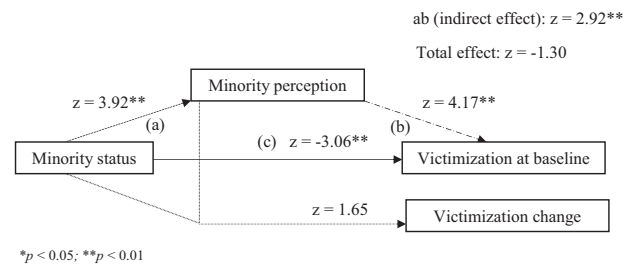 ab (indirect effect): z = 2.92**
Total effect: z = -1.30
Minority perception
z = 3.92**
z = 4.17**
(a)
(b)
(c) z = -3.06**
Minority status
Victimization at baseline
z = 1.65
Victimization change
*p < 0.05; **p < 0.01